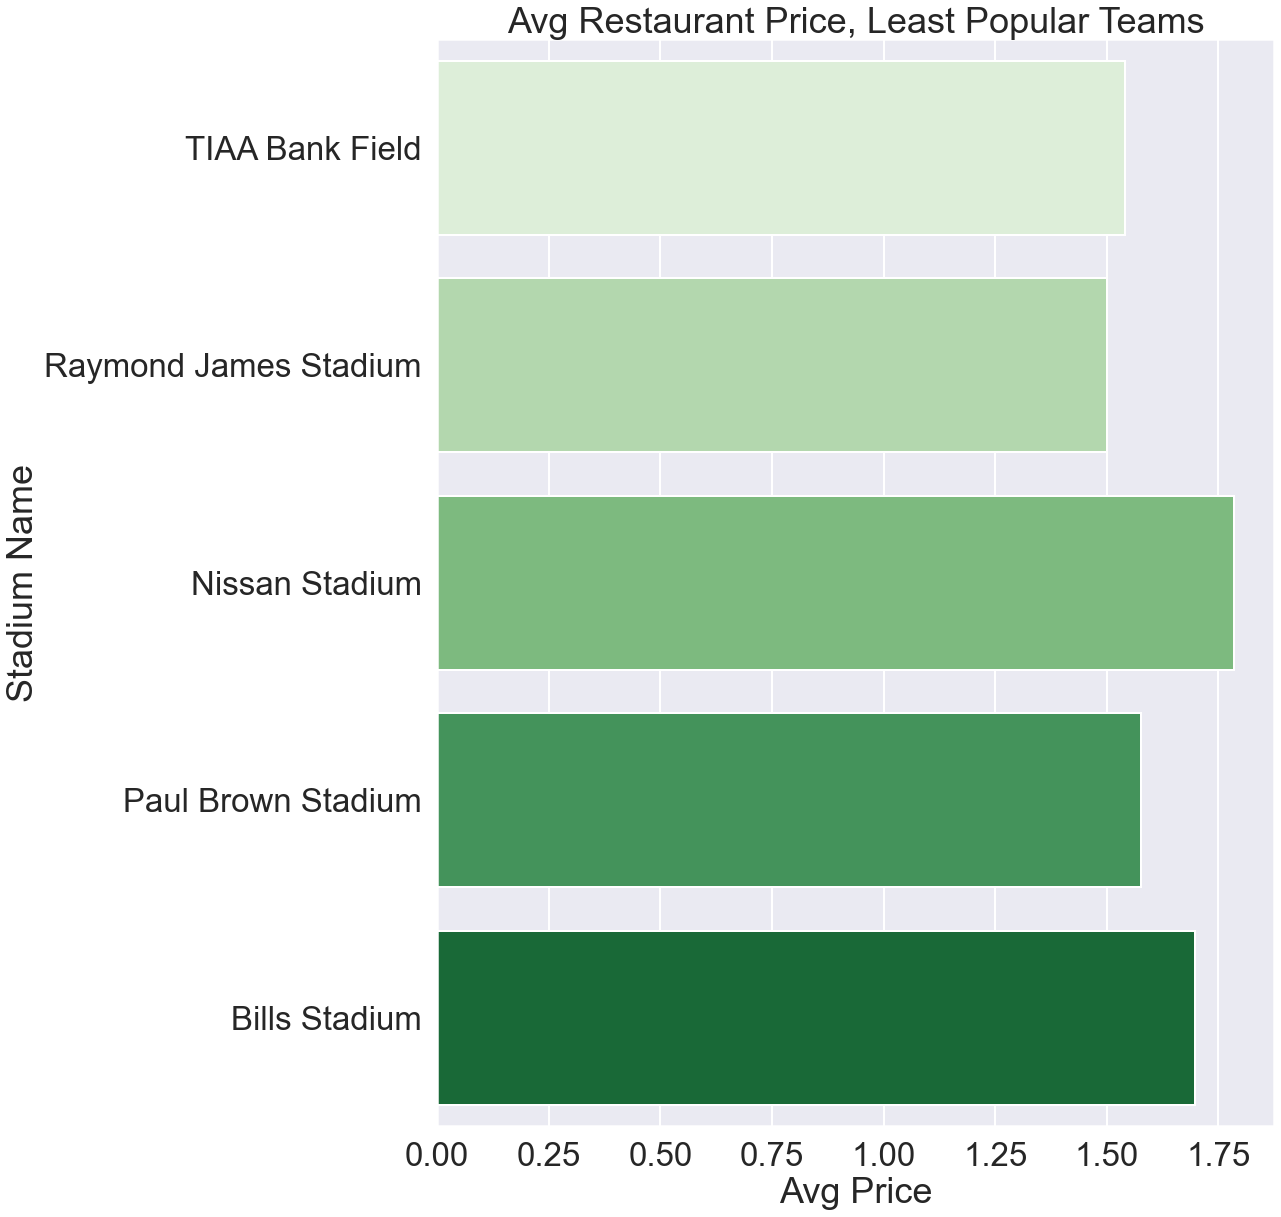 Avg Restaurant Price, Least Popular Teams
Stadium Name
TIAA Bank Field
Raymond James Stadium
Nissan Stadium
Paul Brown Stadium
Bills Stadium
0.00 0.25 0.50 0.75 1.00 1.25 1.50 1.75
Avg Price